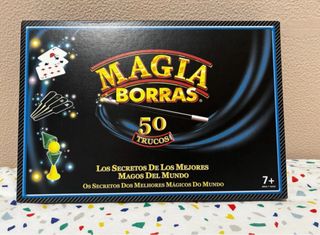 MAGIA
BORRAS
50
TRUCOS
LOS SECRETOS DE LOS MEJORES
MAGOS DEL MUNDO
OS SECREDOS DOS MELHORES MÁGICOS DO MUNDO
7+